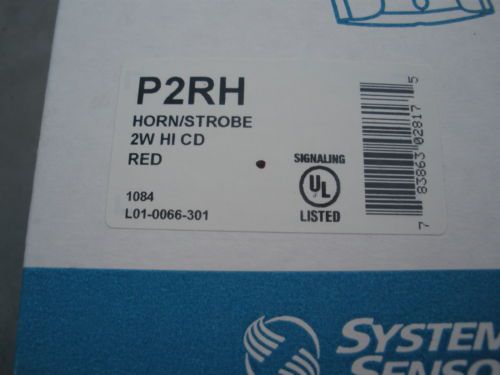 P2RH
HORN/STROBE
2W HI CD
RED
1084
L01-0066-301
SIGNALING
UL
LISTED
7 83863 02817 5
SYSTEM
SENSO